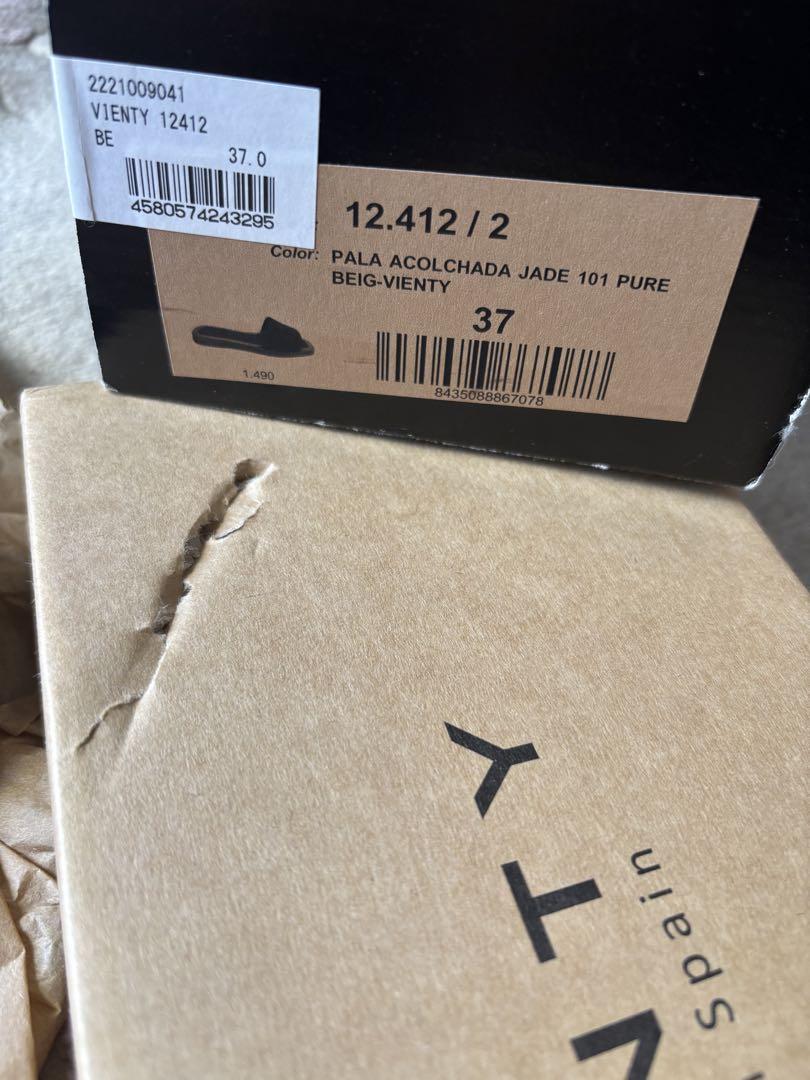 2221009041
VIENTY 12412
BE
37.0
4580574243295
12.412 / 2
Color: PALA ACOLCHADA JADE 101 PURE
BEIG-VIENTY
37
1.490
8435088867078
NTY
Spain